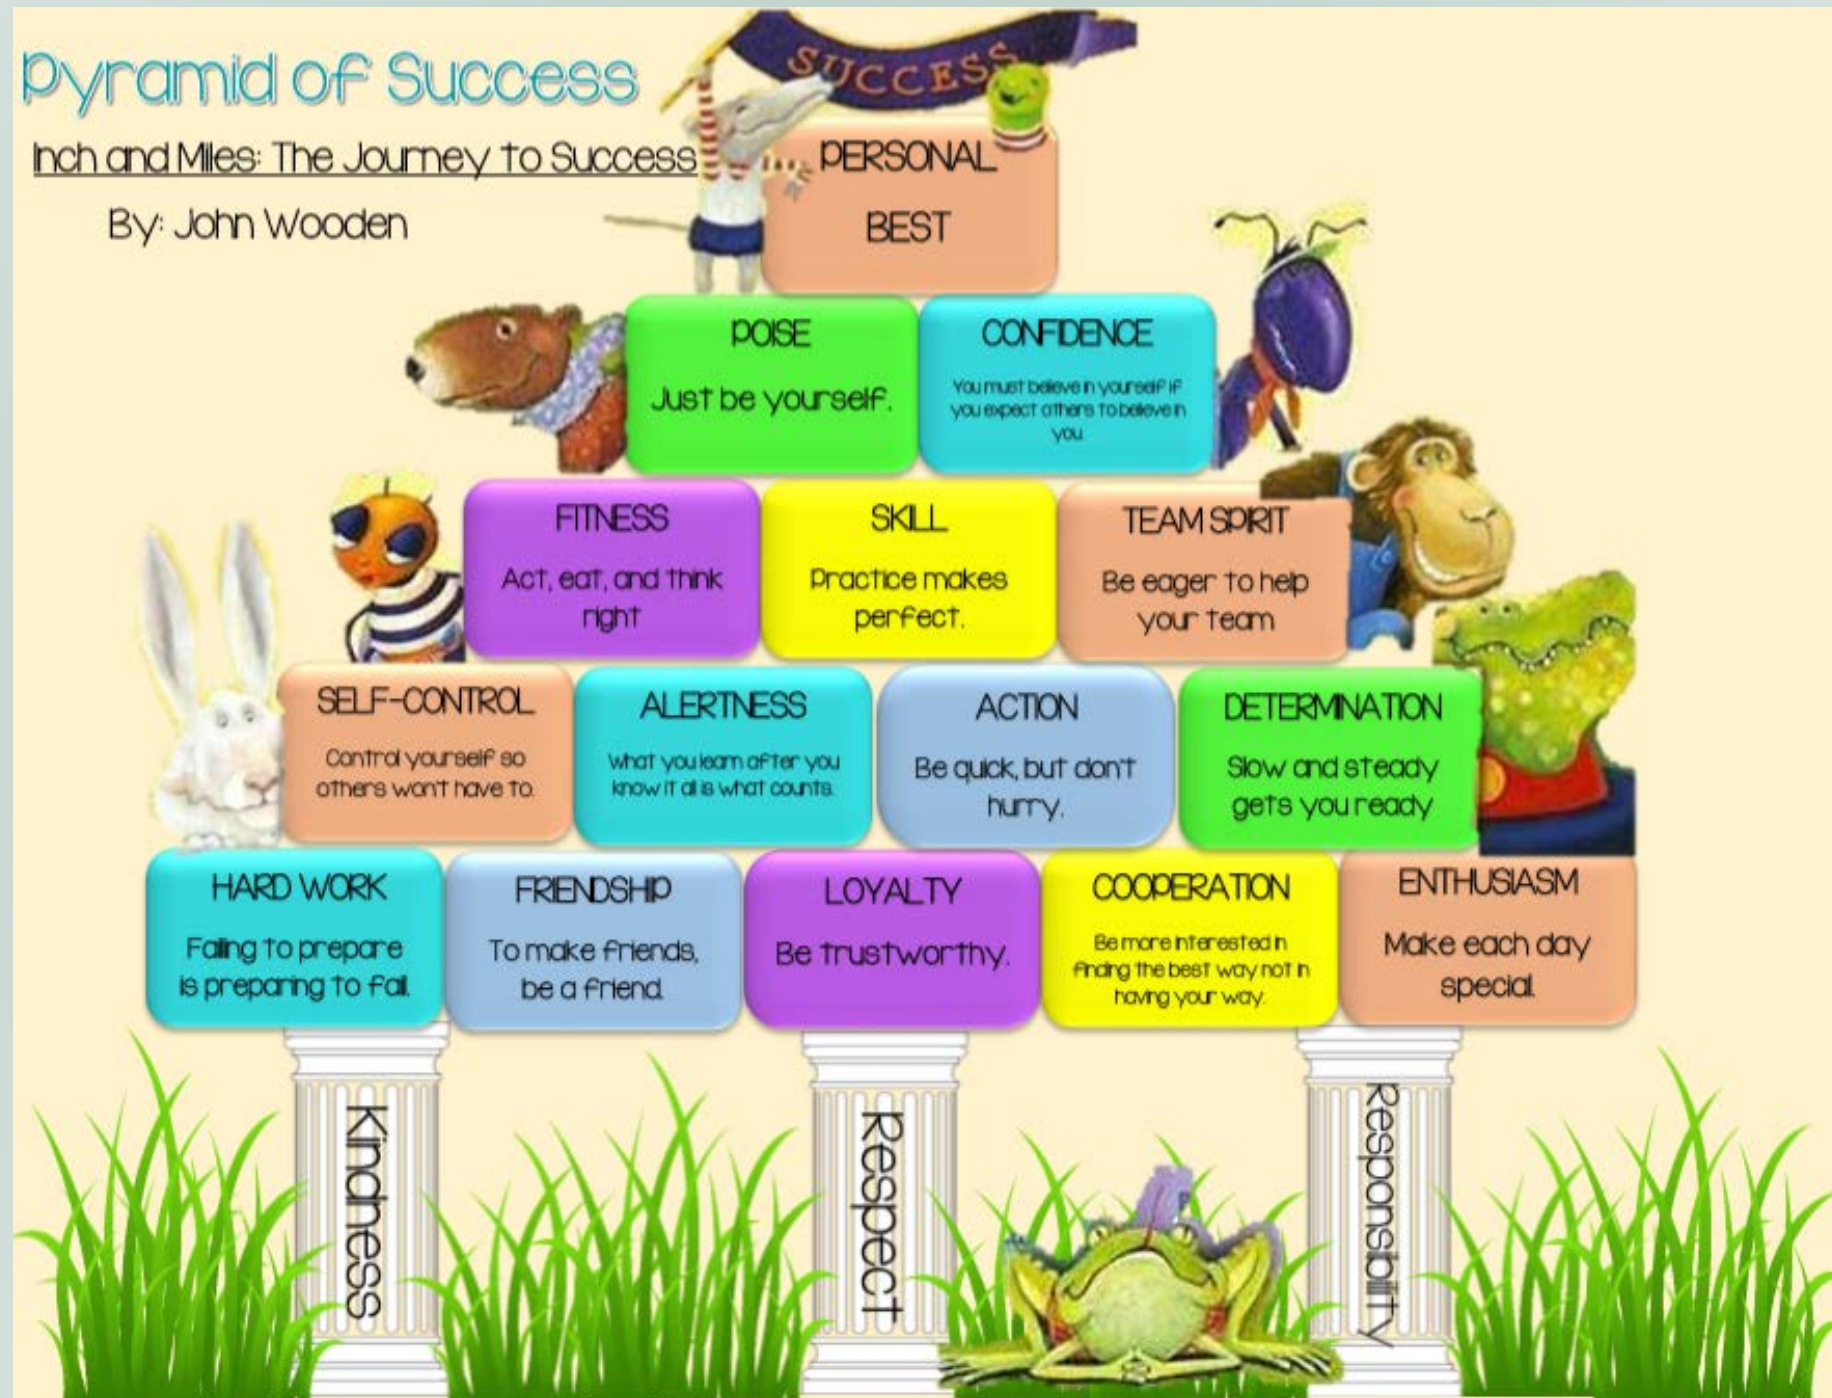 SUCCESS
Pyramid of Success
Inch and Miles: The Journey to Success
By: John Wooden
PERSONAL
BEST
POISE
Just be yourself.
CONFIDENCE
You must believe in yourself if
you expect others to believe in
you.
FITNESS
Act, eat, and think
right
SKILL
Practice makes
perfect.
TEAM SPIRIT
Be eager to help
your team
SELF-CONTROL
Control yourself so
others won't have to.
ALERTNESS
What you learn after you
know it all is what counts.
ACTION
Be quick, but don't
hurry.
DETERMINATION
Slow and steady
gets you ready
HARD WORK
Failing to prepare
is preparing to fail.
FRIENDSHIP
To make friends,
be a friend.
LOYALTY
Be trustworthy.
COOPERATION
Be more interested in
finding the best way not in
having your way.
ENTHUSIASM
Make each day
special.
Kindness
Respect
Responsibility